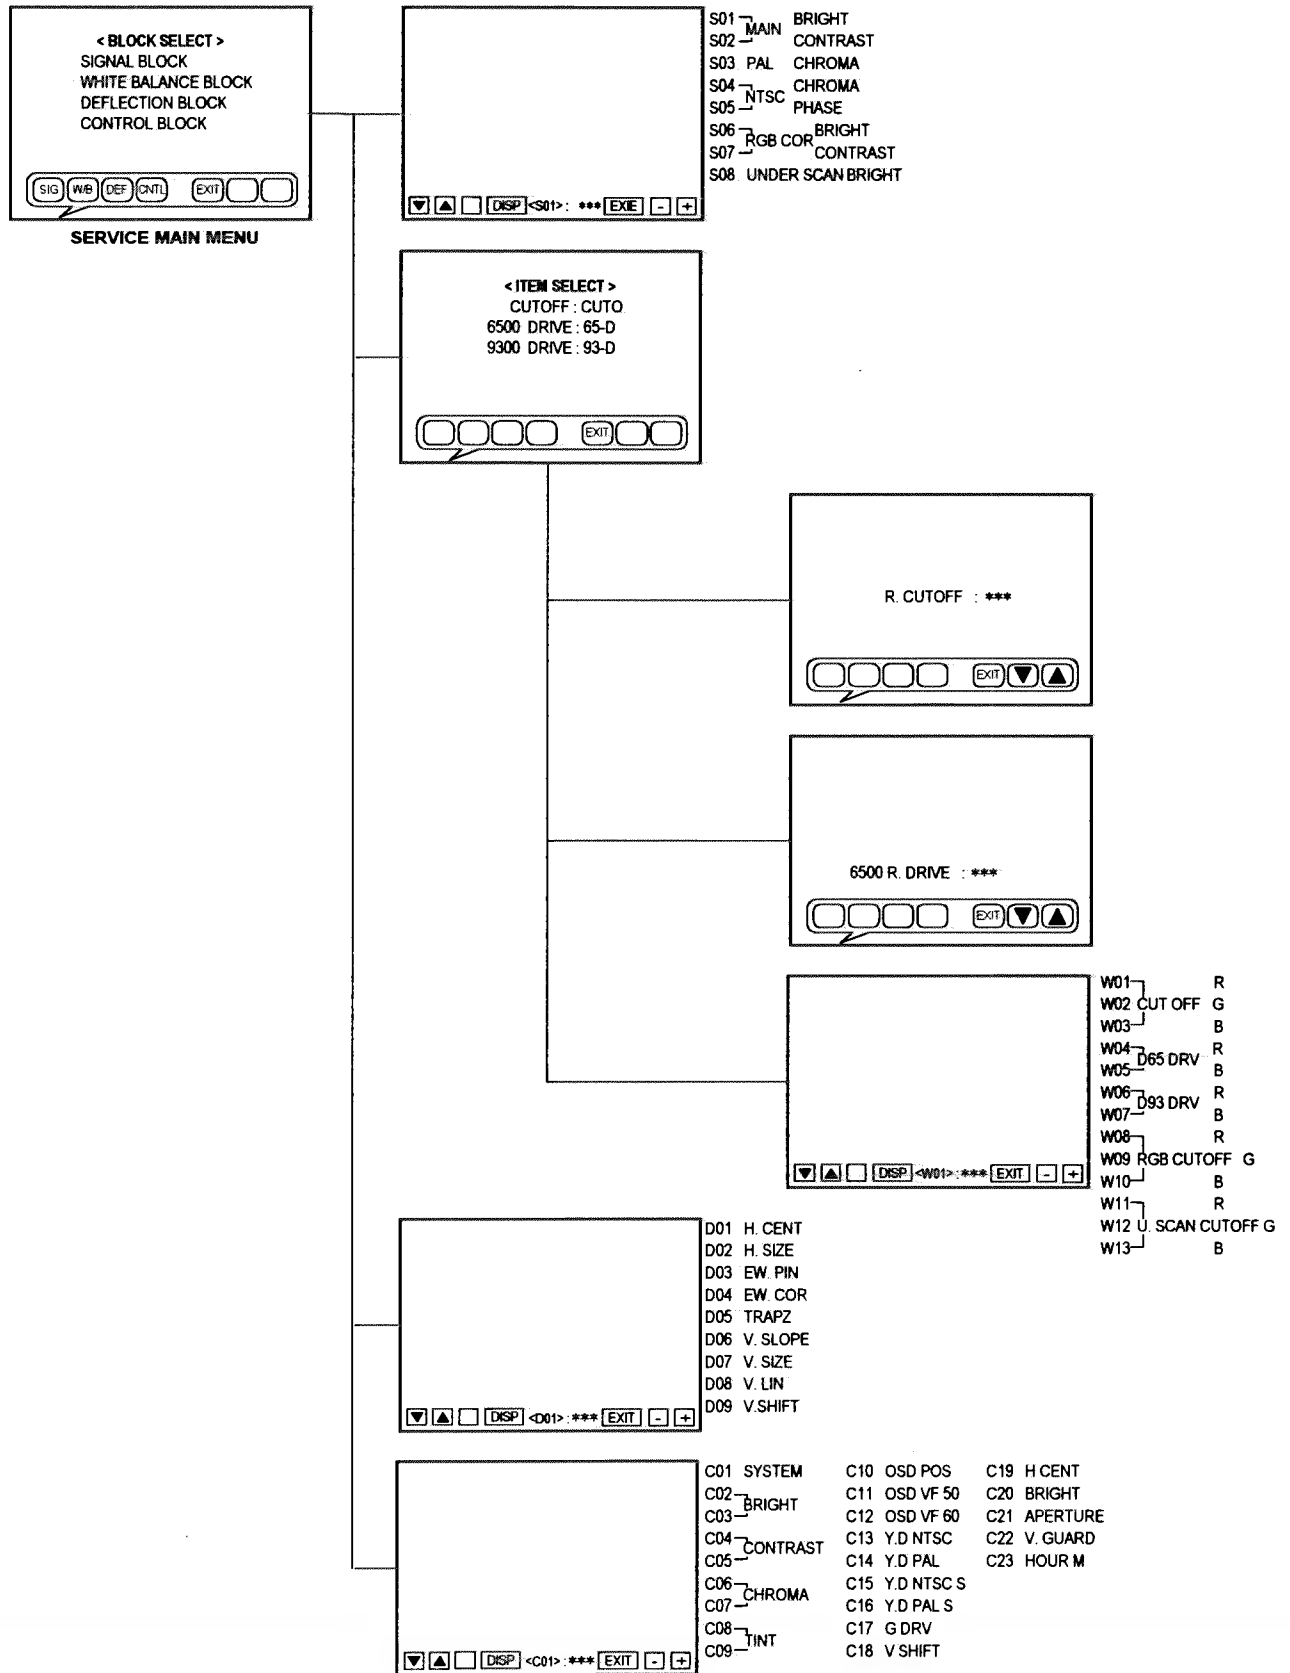 < BLOCK SELECT >
SIGNAL BLOCK
WHITE BALANCE BLOCK
DEFLECTION BLOCK
CONTROL BLOCK
SIG W/B DEF CNTL EXIT
SERVICE MAIN MENU
S01 MAIN BRIGHT
S02 CONTRAST
S03 PAL CHROMA
S04 NTSC CHROMA
S05 PHASE
S06 RGB COR BRIGHT
S07 CONTRAST
S08 UNDER SCAN BRIGHT
▼ ▲ DISP <S01> : *** EXIE - +
< ITEM SELECT >
CUTOFF : CUTO
6500 DRIVE : 65-D
9300 DRIVE : 93-D
EXIT
R. CUTOFF : ***
EXIT ▼ ▲
6500 R. DRIVE : ***
EXIT ▼ ▲
W01 R
W02 CUT OFF G
W03 B
W04 D65 DRV R
W05 B
W06 D93 DRV R
W07 B
W08 R
W09 RGB CUTOFF G
W10 B
W11 R
W12 U. SCAN CUTOFF G
W13 B
▼ ▲ DISP <W01> : *** EXIT - +
D01 H. CENT
D02 H. SIZE
D03 EW. PIN
D04 EW. COR
D05 TRAPZ
D06 V. SLOPE
D07 V. SIZE
D08 V. LIN
D09 V.SHIFT
▼ ▲ DISP <D01> : *** EXIT - +
C01 SYSTEM
C02 BRIGHT
C03
C04 CONTRAST
C05
C06 CHROMA
C07
C08 TINT
C09
C10 OSD POS
C11 OSD VF 50
C12 OSD VF 60
C13 Y.D NTSC
C14 Y.D PAL
C15 Y.D NTSC S
C16 Y.D PAL S
C17 G DRV
C18 V SHIFT
C19 H CENT
C20 BRIGHT
C21 APERTURE
C22 V. GUARD
C23 HOUR M
▼ ▲ DISP <C01> : *** EXIT - +